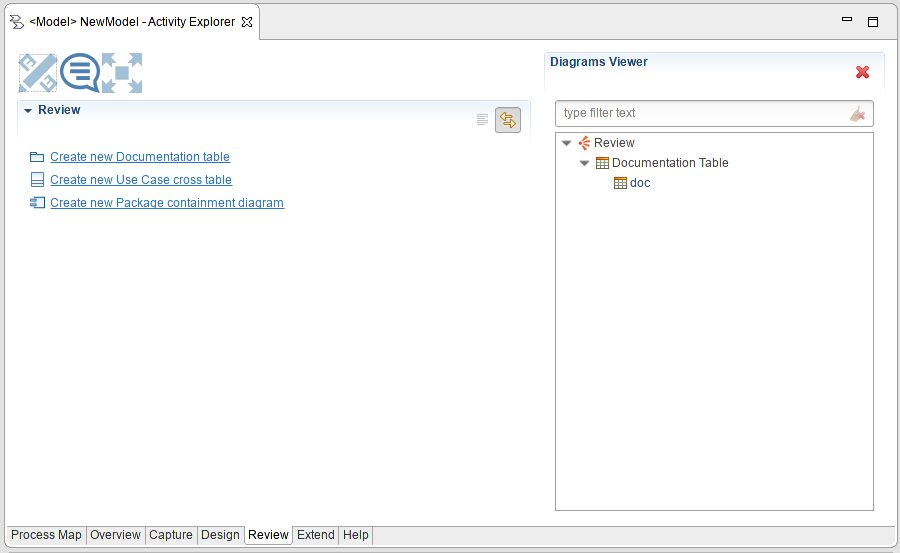 <Model> NewModel - Activity Explorer
Review
Create new Documentation table
Create new Use Case cross table
Create new Package containment diagram
Diagrams Viewer
type filter text
Review
Documentation Table
doc
Process Map Overview Capture Design Review Extend Help